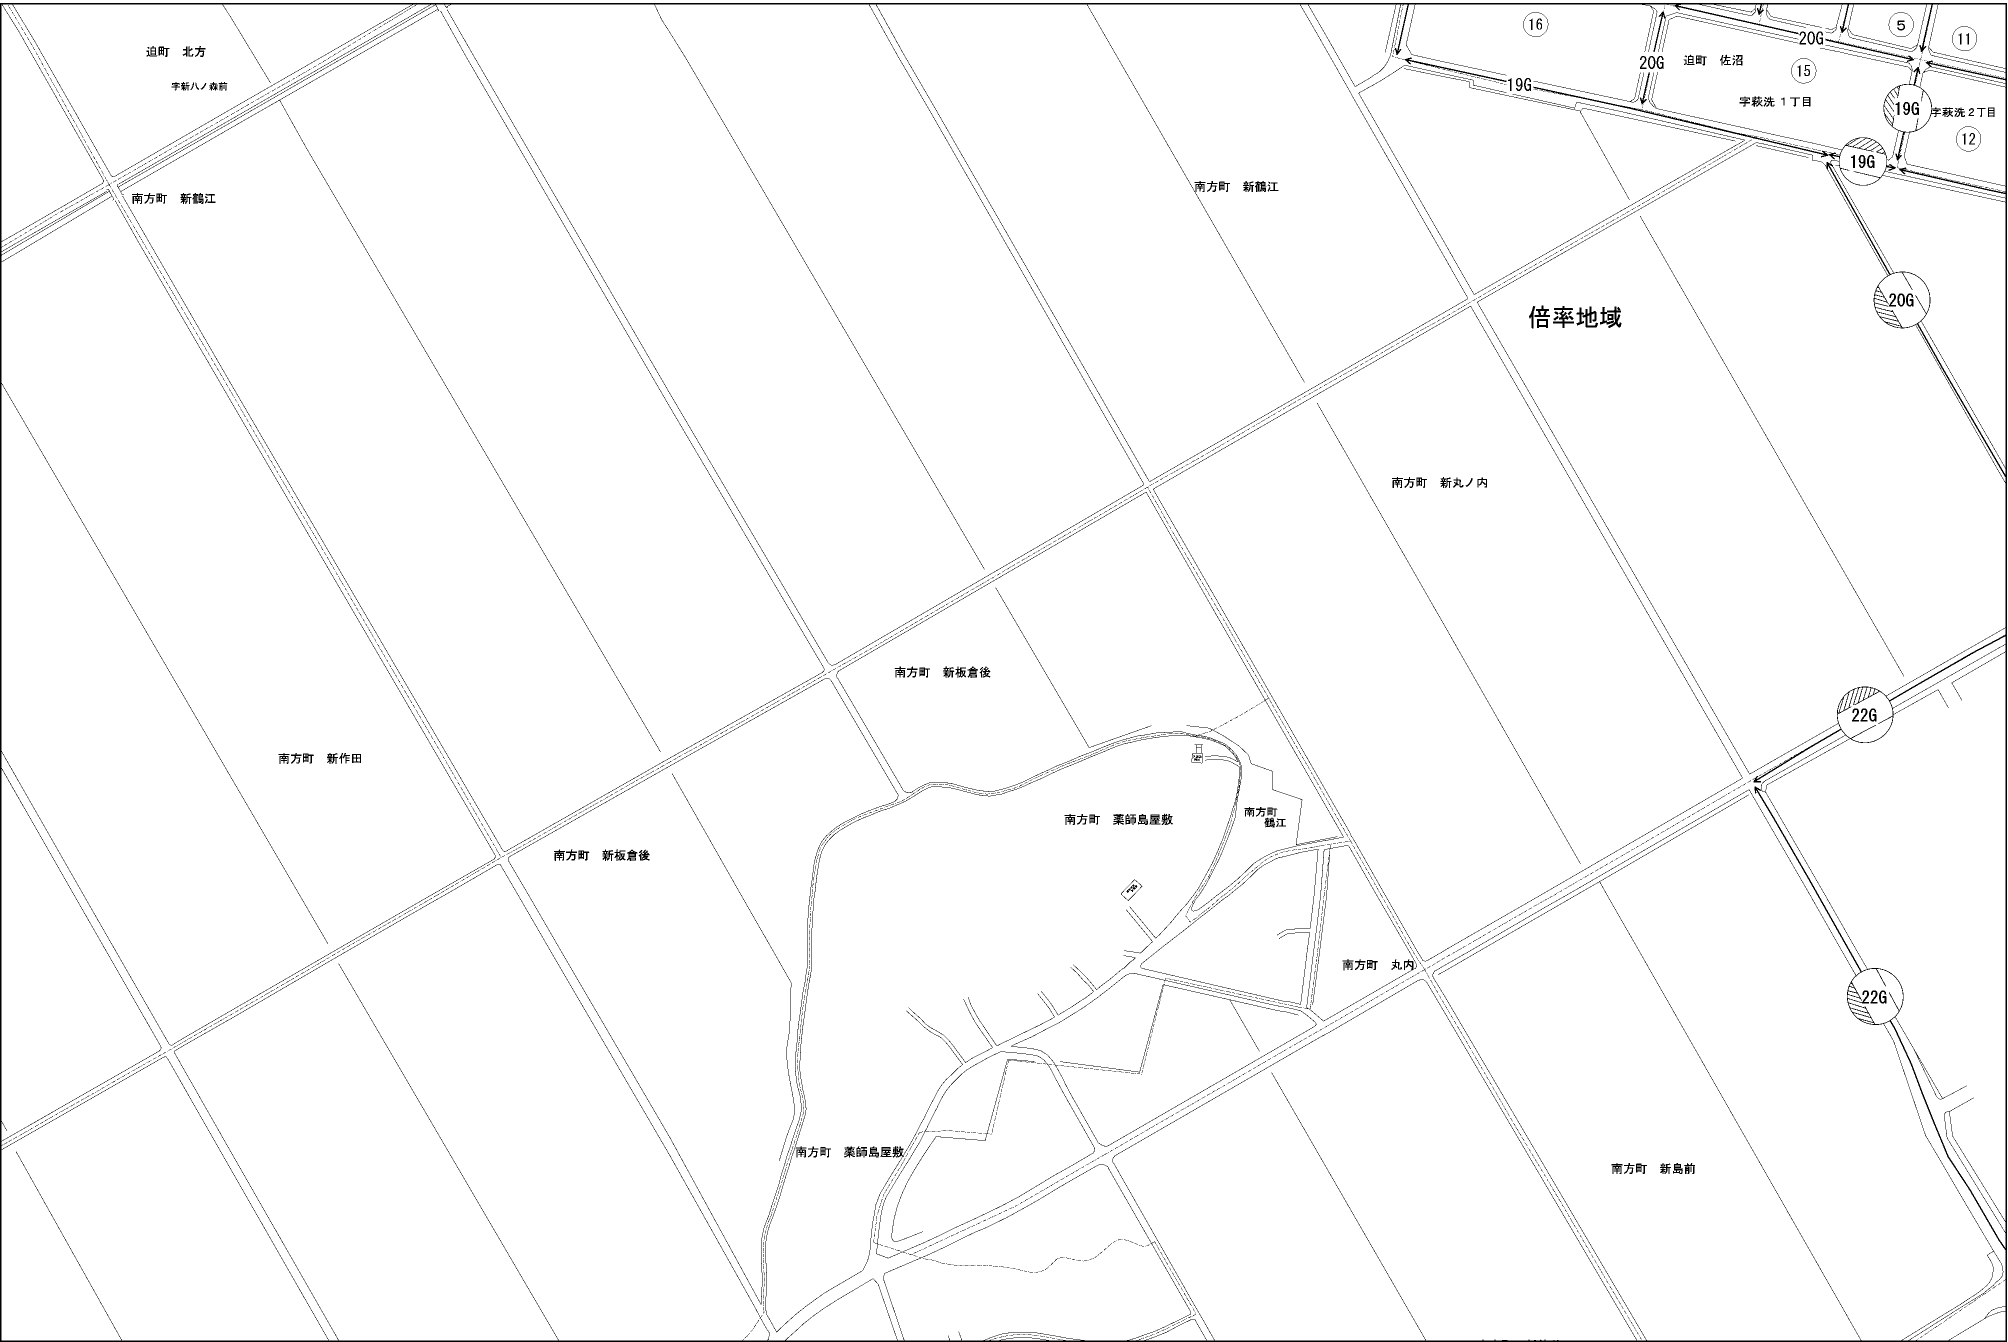 迫町　北方
字新八ノ森前
南方町　新鶴江
南方町　新鶴江
16
5
11
20G
20G
迫町　佐沼
15
19G
字萩洗１丁目
19G
字萩洗２丁目
12
19G
20G
倍率地域
南方町　新丸ノ内
南方町　新板倉後
22G
南方町　新作田
南方町　薬師島屋敷
南方町
鶴江
南方町　新板倉後
南方町　丸内
22G
南方町　薬師島屋敷
南方町　新島前